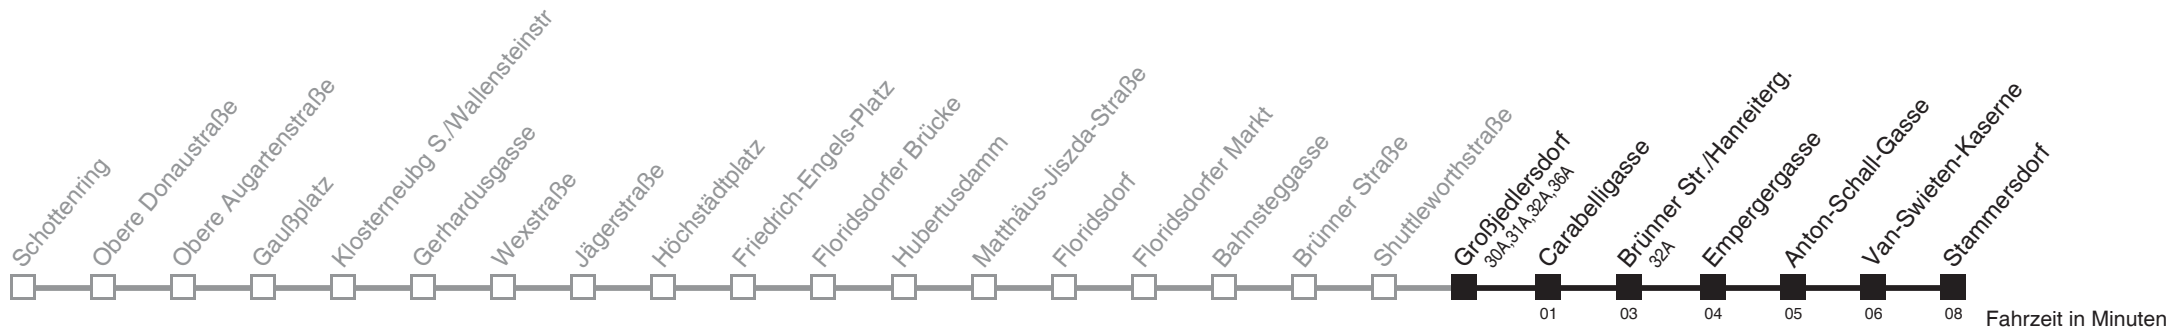 Schottenring
Obere Donaustraße
Obere Augartenstraße
Gaußplatz
Klosterneubg S./Wallensteinstr
Gerhardusgasse
Wexstraße
Jägerstraße
Höchstädtplatz
Friedrich-Engels-Platz
Floridsdorfer Brücke
Hubertusdamm
Matthäus-Jiszda-Straße
Floridsdorf
Floridsdorfer Markt
Bahnsteggasse
Brünner Straße
Shuttleworthstraße
Großjedlersdorf
30A,31A,32A,36A
Carabelligasse
Brünner Str./Hanreiterg.
32A
Empergergasse
Anton-Schall-Gasse
Van-Swieten-Kaserne
Stammersdorf
01
03
04
05
06
08
Fahrzeit in Minuten